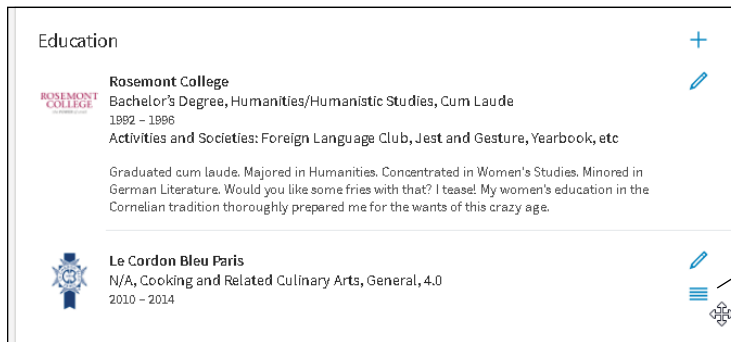 Education
ROSEMONT
COLLEGE
Rosemont College
Bachelor's Degree, Humanities/Humanistic Studies, Cum Laude
1992 – 1996
Activities and Societies: Foreign Language Club, Jest and Gesture, Yearbook, etc
Graduated cum laude. Majored in Humanities. Concentrated in Women's Studies. Minored in
German Literature. Would you like some fries with that? I tease! My women's education in the
Cornelian tradition thoroughly prepared me for the wants of this crazy age.
Le Cordon Bleu Paris
N/A, Cooking and Related Culinary Arts, General, 4.0
2010 – 2014